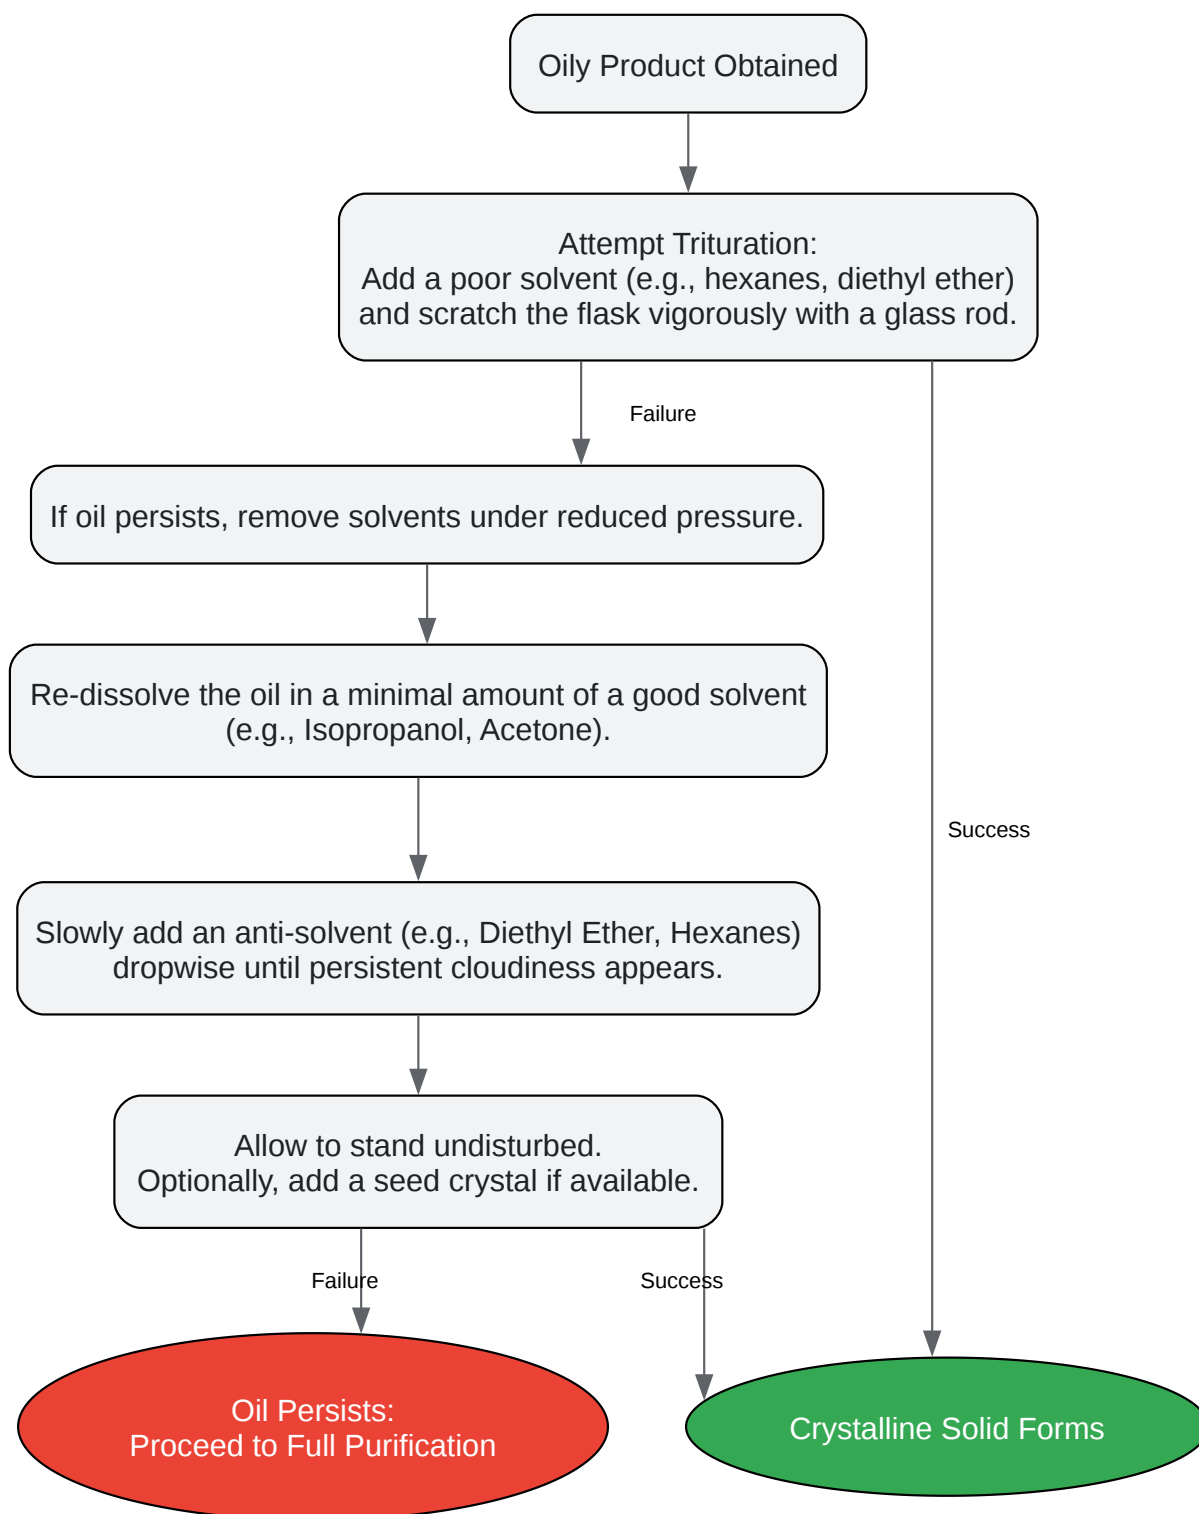 Oily Product Obtained
Attempt Trituration:
Add a poor solvent (e.g., hexanes, diethyl ether)
and scratch the flask vigorously with a glass rod.
Failure
If oil persists, remove solvents under reduced pressure.
Re-dissolve the oil in a minimal amount of a good solvent
(e.g., Isopropanol, Acetone).
Success
Slowly add an anti-solvent (e.g., Diethyl Ether, Hexanes)
dropwise until persistent cloudiness appears.
Allow to stand undisturbed.
Optionally, add a seed crystal if available.
Failure
Success
Oil Persists:
Proceed to Full Purification
Crystalline Solid Forms